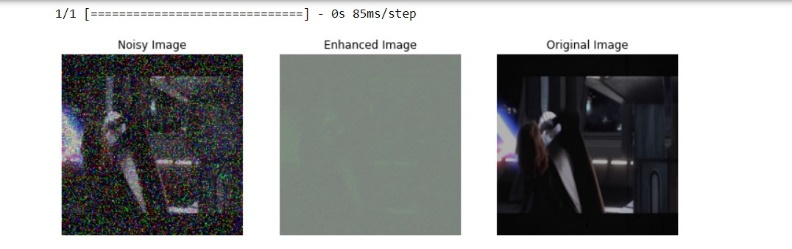 1/1 [==============================] - 0s 85ms/step
Noisy Image
Enhanced Image
Original Image